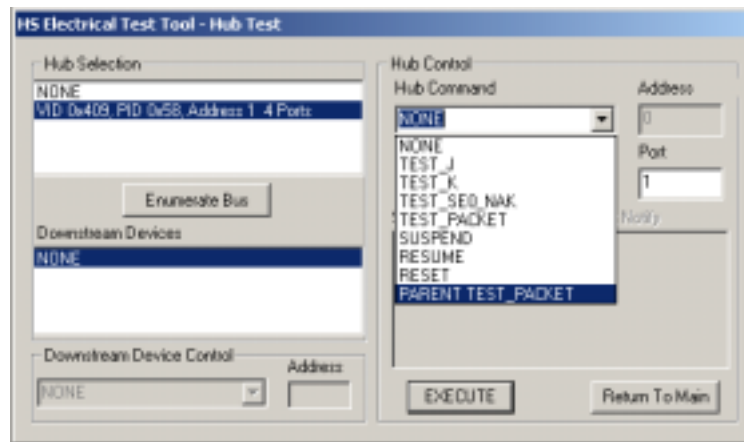 HS Electrical Test Tool - Hub Test
Hub Selection
NONE
VID 0x409, PID 0x58, Address 1 4 Ports
Enumerate Bus
Downstream Devices
NONE
Downstream Device Control
Address
NONE
Hub Control
Hub Command
Address
NONE
0
Port
1
NONE
TEST_J
TEST_K
TEST_SE0_NAK
TEST_PACKET
SUSPEND
RESUME
RESET
PARENT TEST_PACKET
Notify
EXECUTE
Return To Main